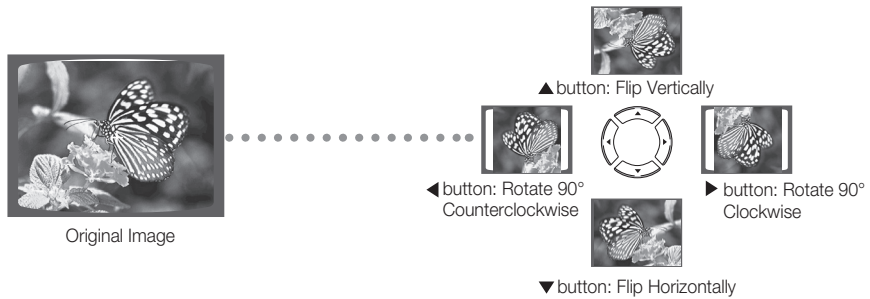 ▲ button: Flip Vertically
◀ button: Rotate 90°
Counterclockwise
▶ button: Rotate 90°
Clockwise
Original Image
▼ button: Flip Horizontally